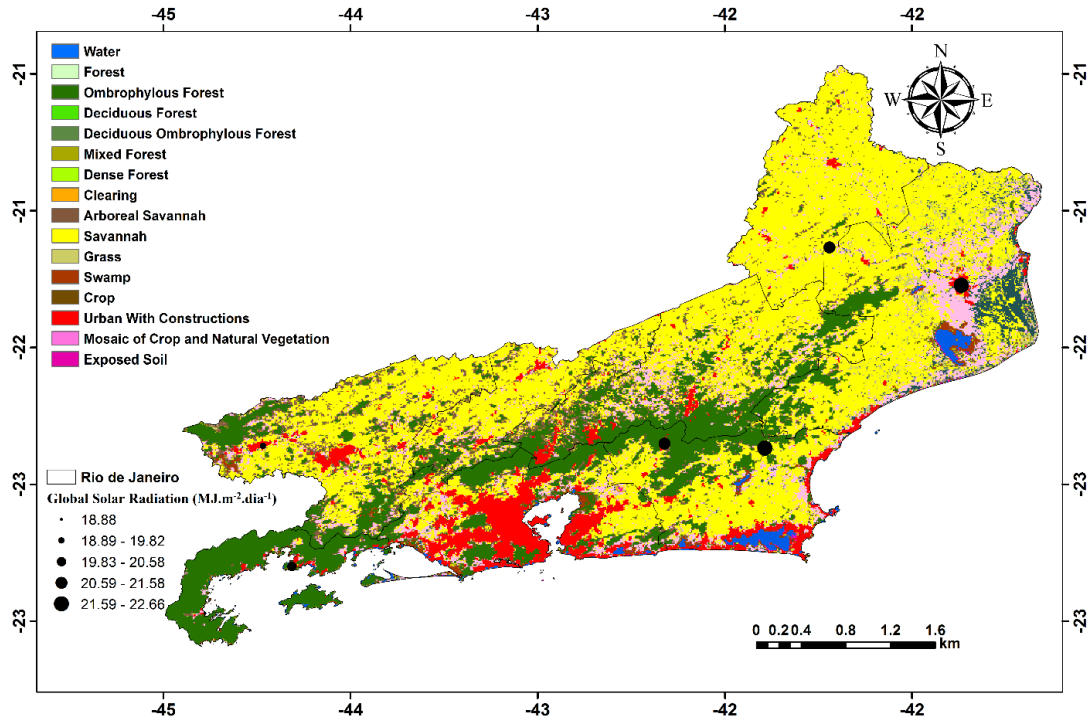 -45 -44 -43 -42 -42
-21
-21
-22
-23
-23
-21
-21
-22
-23
-23
N
W E
S
Water
Forest
Ombrophylous Forest
Deciduous Forest
Deciduous Ombrophylous Forest
Mixed Forest
Dense Forest
Clearing
Arboreal Savannah
Savannah
Grass
Swamp
Crop
Urban With Constructions
Mosaic of Crop and Natural Vegetation
Exposed Soil
Rio de Janeiro
Global Solar Radiation (MJ.m⁻².dia⁻¹)
18.88
18.89 - 19.82
19.83 - 20.58
20.59 - 21.58
21.59 - 22.66
0 0.2 0.4 0.8 1.2 1.6
km
-45 -44 -43 -42 -42